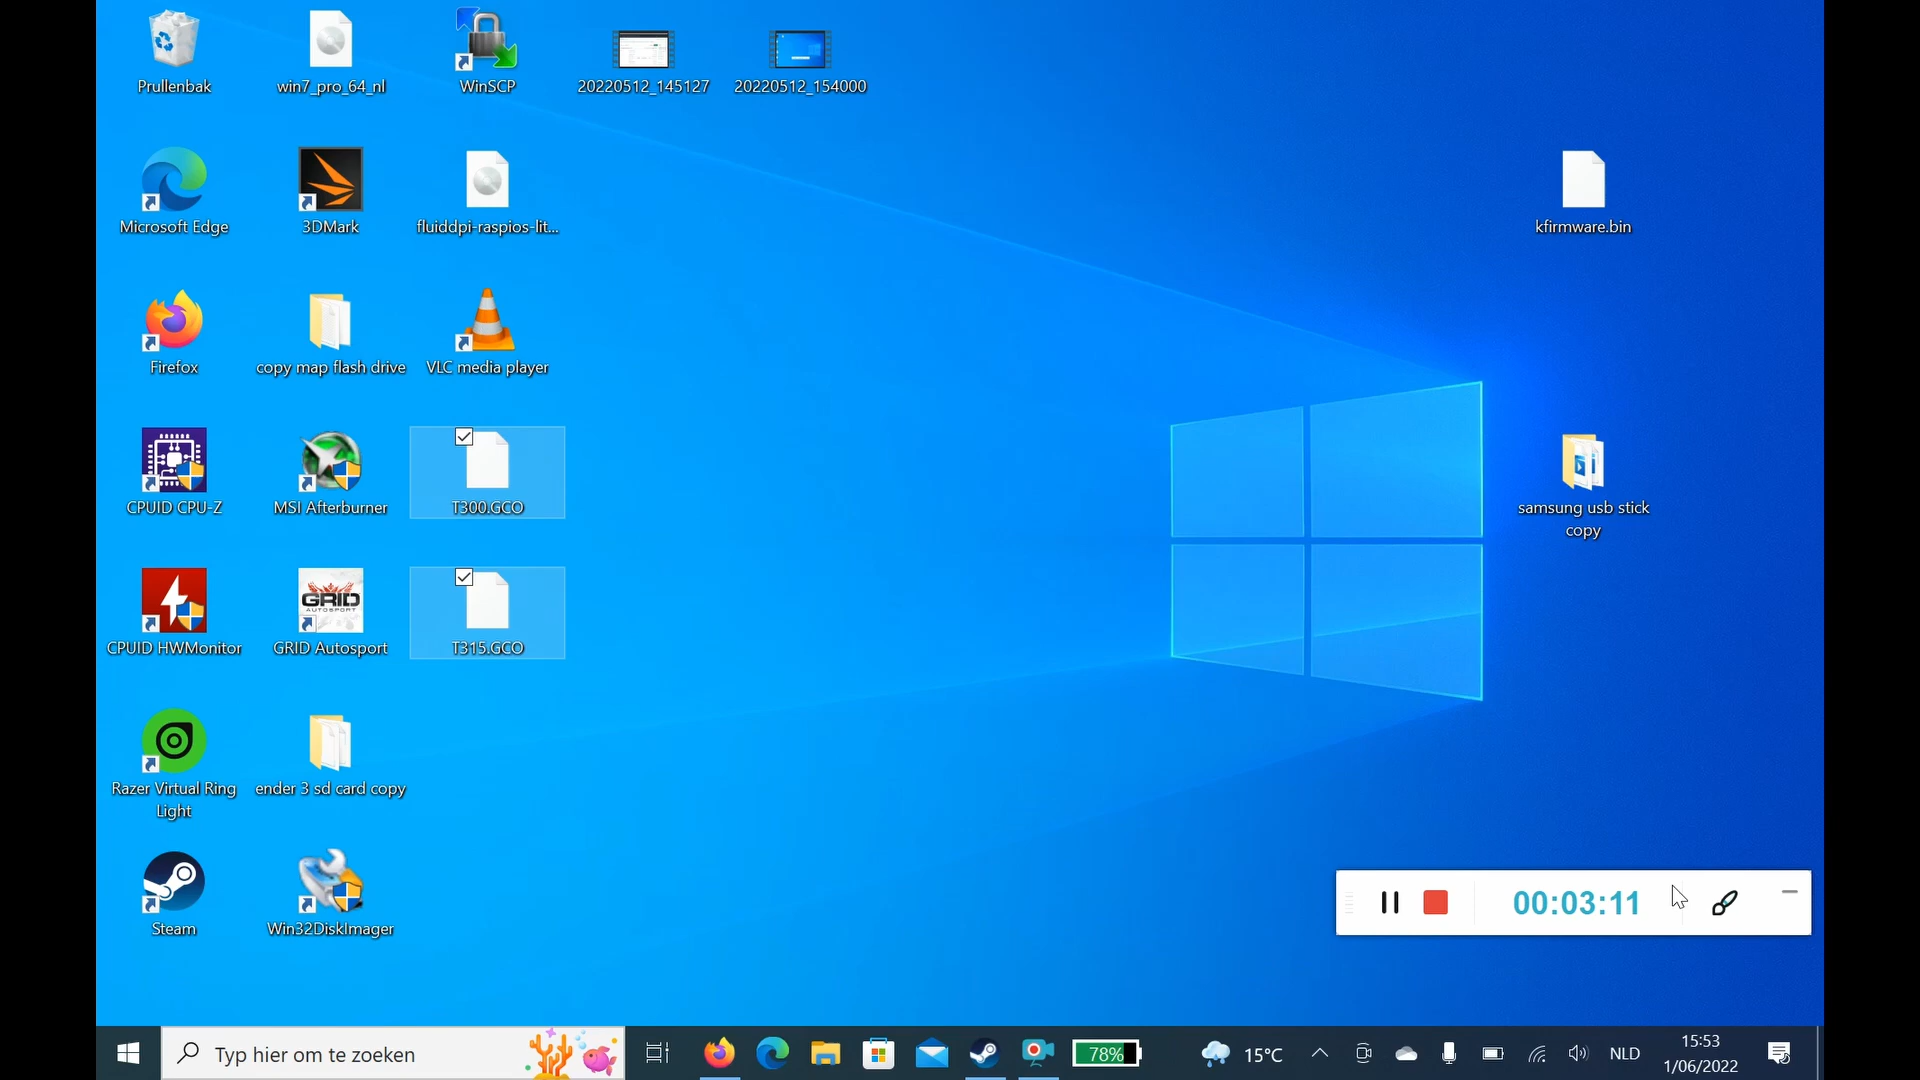 Prullenbak
win7_pro_64_nl
WinSCP
20220512_145127
20220512_154000
Microsoft Edge
3DMark
fluiddpi-raspios-lit...
kfirmware.bin
Firefox
copy map flash drive
VLC media player
CPUID CPU-Z
MSI Afterburner
T300.GCO
samsung usb stick
copy
GRID
AUTOSPORT
CPUID HWMonitor
GRID Autosport
T315.GCO
Razer Virtual Ring
Light
ender 3 sd card copy
Steam
Win32DiskImager
00:03:11
Typ hier om te zoeken
78%
15°C
NLD
15:53
1/06/2022